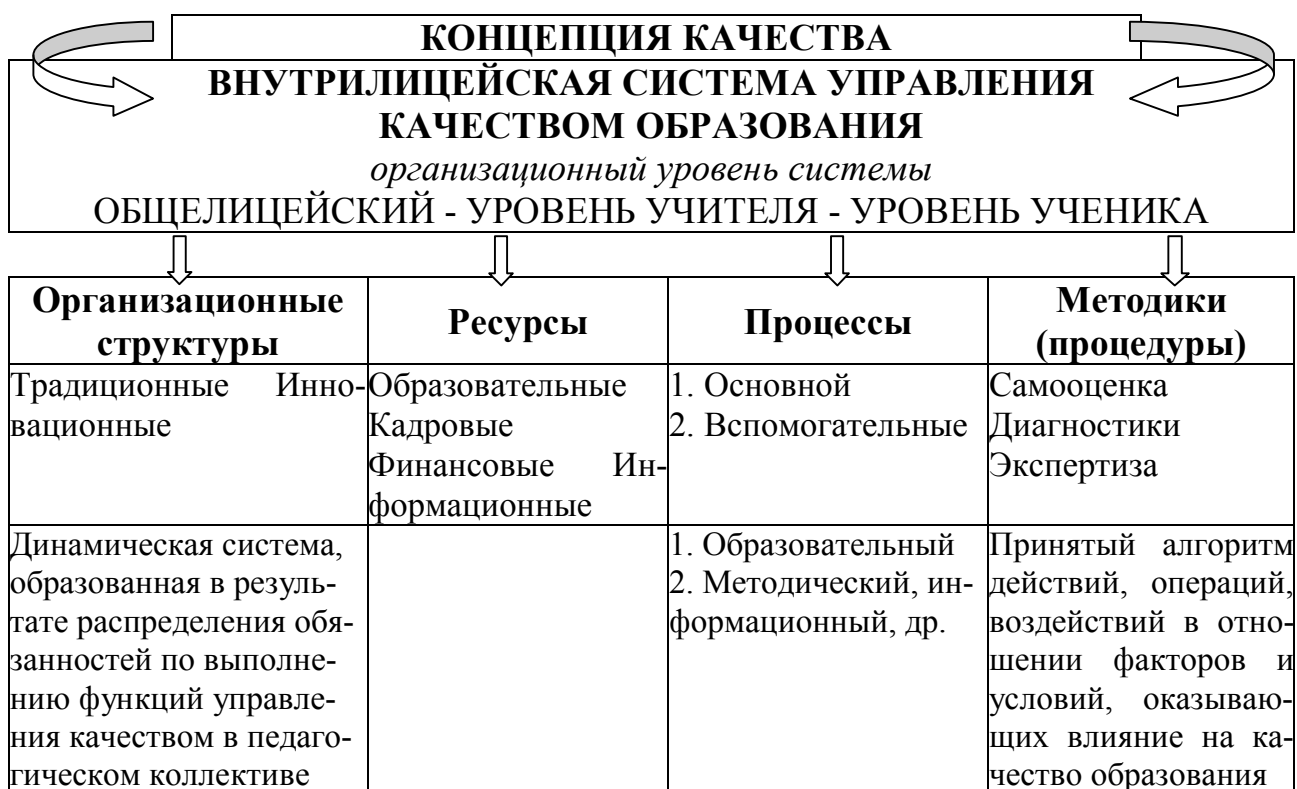 КОНЦЕПЦИЯ КАЧЕСТВА
ВНУТРИЛИЦЕЙСКАЯ СИСТЕМА УПРАВЛЕНИЯ
КАЧЕСТВОМ ОБРАЗОВАНИЯ
организационный уровень системы
ОБЩЕЛИЦЕЙСКИЙ - УРОВЕНЬ УЧИТЕЛЯ - УРОВЕНЬ УЧЕНИКА
Организационные
структуры
Ресурсы
Процессы
Методики
(процедуры)
Традиционные Инно-
вационные
Образовательные
Кадровые
Финансовые Ин-
формационные
1. Основной
2. Вспомогательные
Самооценка
Диагностики
Экспертиза
Динамическая система,
образованная в резуль-
тате распределения обя-
занностей по выполне-
нию функций управле-
ния качеством в педаго-
гическом коллективе
1. Образовательный
2. Методический, ин-
формационный, др.
Принятый алгоритм
действий, операций,
воздействий в отно-
шении факторов и
условий, оказываю-
щих влияние на ка-
чество образования